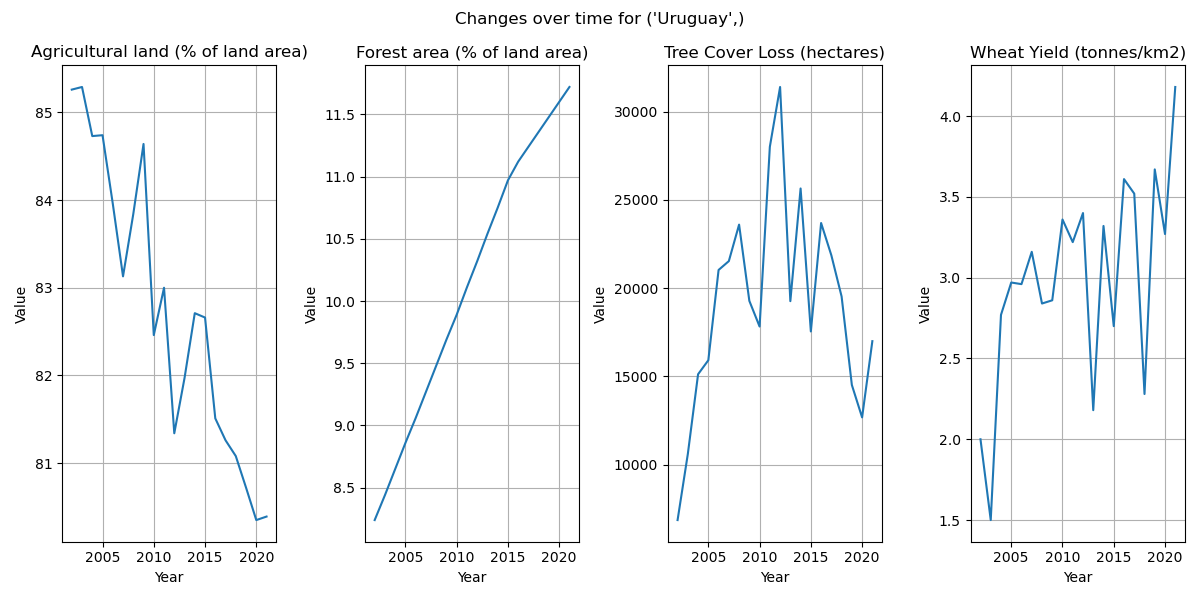 Changes over time for ('Uruguay',)
Agricultural land (% of land area)
85
84
83
82
81
Value
2005 2010 2015 2020
Year
Forest area (% of land area)
11.5
11.0
10.5
10.0
9.5
9.0
8.5
Value
2005 2010 2015 2020
Year
Tree Cover Loss (hectares)
30000
25000
20000
15000
10000
Value
2005 2010 2015 2020
Year
Wheat Yield (tonnes/km2)
4.0
3.5
3.0
2.5
2.0
1.5
Value
2005 2010 2015 2020
Year